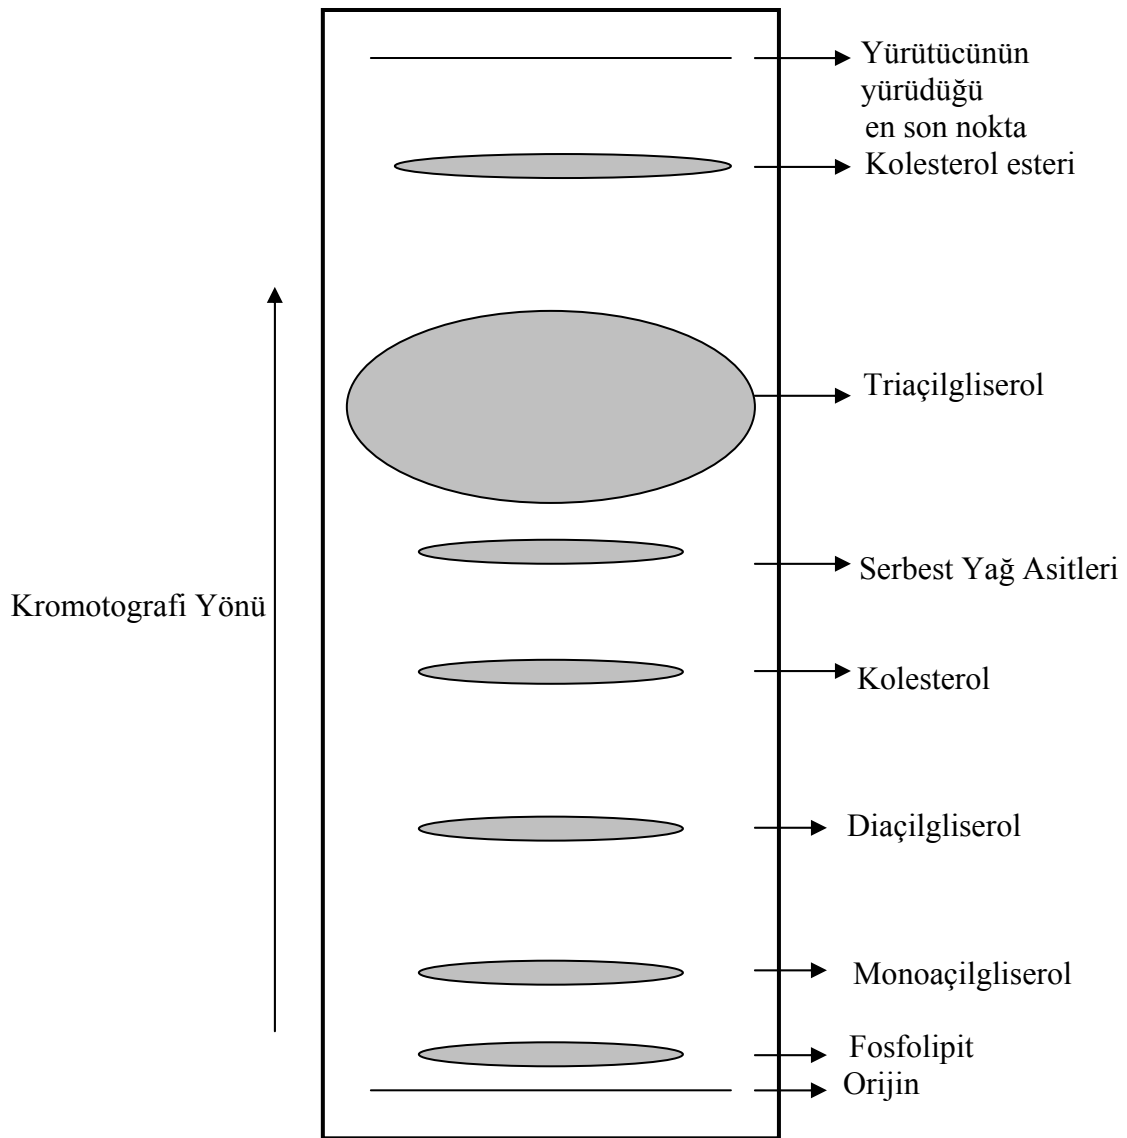 Yürütücünün
yürüdüğü
en son nokta
Kolesterol esteri
Triaçilgliserol
Serbest Yağ Asitleri
Kromotografi Yönü
Kolesterol
Diaçilgliserol
Monoaçilgliserol
Fosfolipit
Orijin